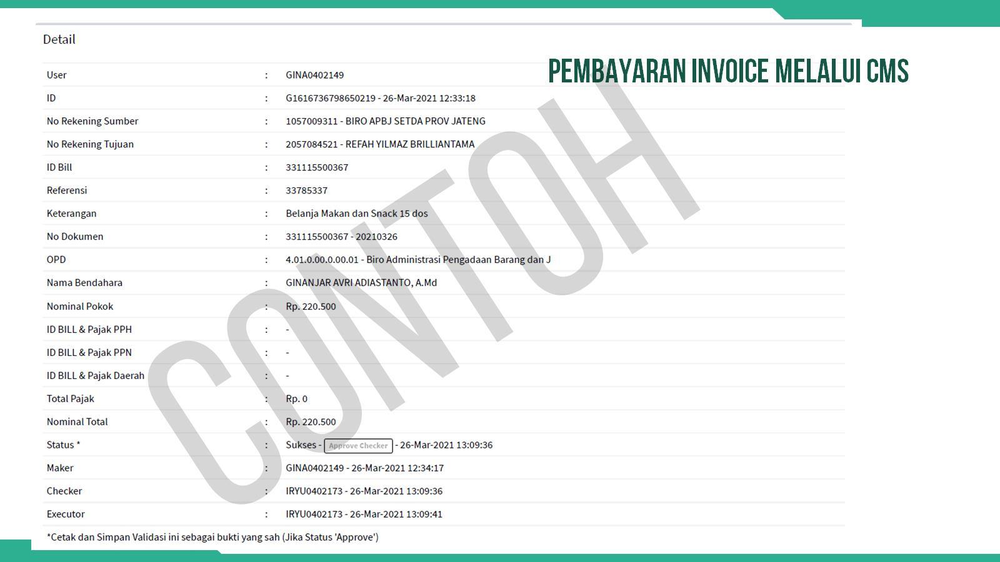 Detail
PEMBAYARAN INVOICE MELALUI CMS
User : GINA0402149
ID : G1616736798650219 - 26-Mar-2021 12:33:18
No Rekening Sumber : 1057009311 - BIRO APBJ SETDA PROV JATENG
No Rekening Tujuan : 2057084521 - REFAH YILMAZ BRILLIANTAMA
ID Bill : 331115500367
Referensi : 33785337
Keterangan : Belanja Makan dan Snack 15 dos
No Dokumen : 331115500367 - 20210326
OPD : 4.01.0.00.0.00.01 - Biro Administrasi Pengadaan Barang dan J
Nama Bendahara : GINANJAR AVRI ADIASTANTO, A.Md
Nominal Pokok : Rp. 220.500
ID BILL & Pajak PPH : -
ID BILL & Pajak PPN : -
ID BILL & Pajak Daerah : -
Total Pajak : Rp. 0
Nominal Total : Rp. 220.500
Status * : Sukses - Approve Checker - 26-Mar-2021 13:09:36
Maker : GINA0402149 - 26-Mar-2021 12:34:17
Checker : IRYU0402173 - 26-Mar-2021 13:09:36
Executor : IRYU0402173 - 26-Mar-2021 13:09:41
*Cetak dan Simpan Validasi ini sebagai bukti yang sah (Jika Status 'Approve')
CONTOH